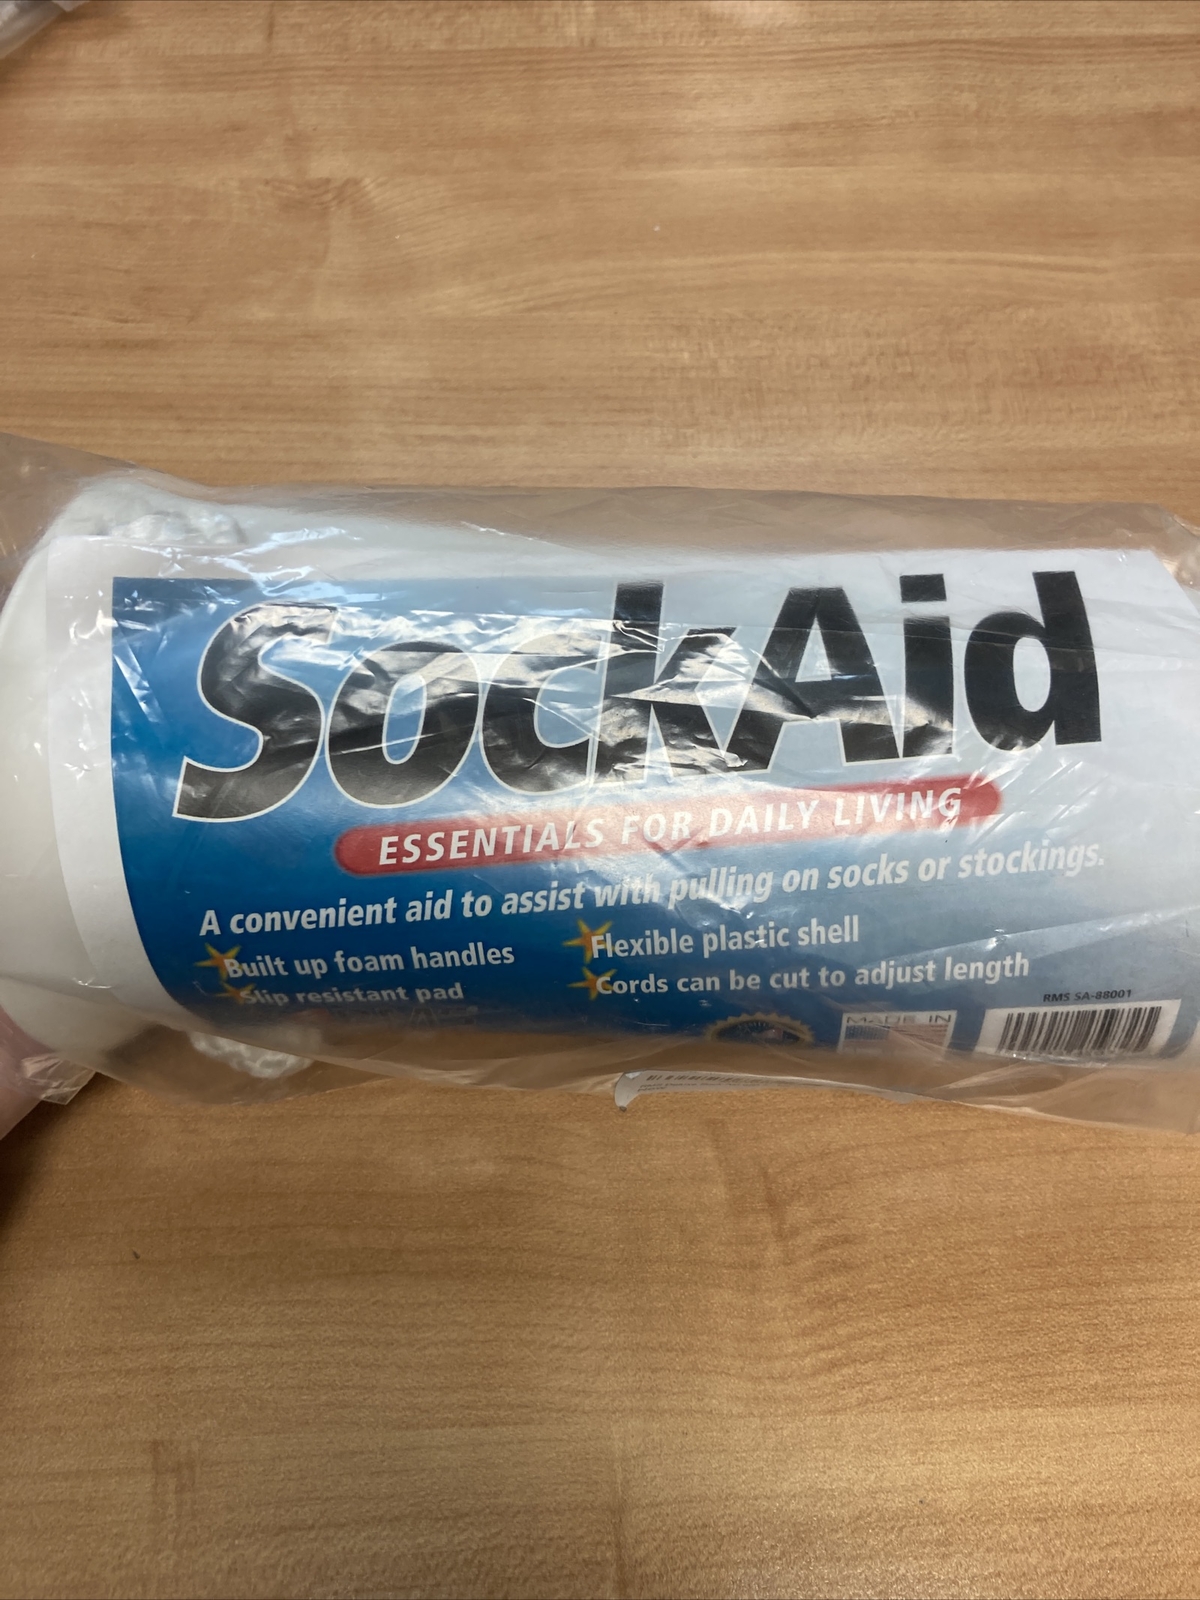 SockAid
ESSENTIALS FOR DAILY LIVING
A convenient aid to assist with pulling on socks or stockings.
Built up foam handles
Slip resistant pad
Flexible plastic shell
Cords can be cut to adjust length
RMS SA-88001
MADE IN